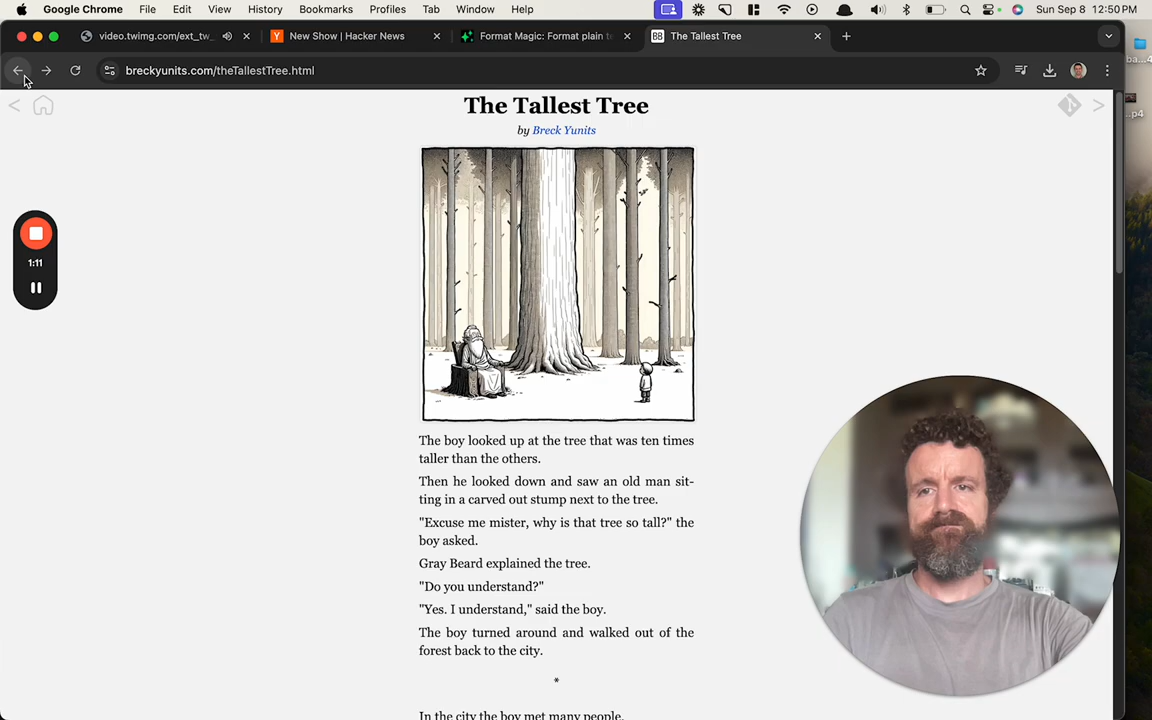 Google Chrome File Edit View History Bookmarks Profiles Tab Window Help Sun Sep 8 12:50 PM
video.twimg.com/ext_tw_ New Show | Hacker News Format Magic: Format plain t The Tallest Tree
breckyunits.com/theTallestTree.html
The Tallest Tree
by Breck Yunits
1:11
The boy looked up at the tree that was ten times
taller than the others.
Then he looked down and saw an old man sit-
ting in a carved out stump next to the tree.
"Excuse me mister, why is that tree so tall?" the
boy asked.
Gray Beard explained the tree.
"Do you understand?"
"Yes. I understand," said the boy.
The boy turned around and walked out of the
forest back to the city.
*
In the city the boy met many people.